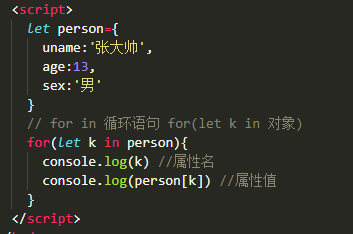 <script>
let person={
uname:'张大帅',
age:13,
sex:'男'
}
// for in 循环语句 for(let k in 对象)
for(let k in person){
console.log(k) //属性名
console.log(person[k]) //属性值
}
</script>